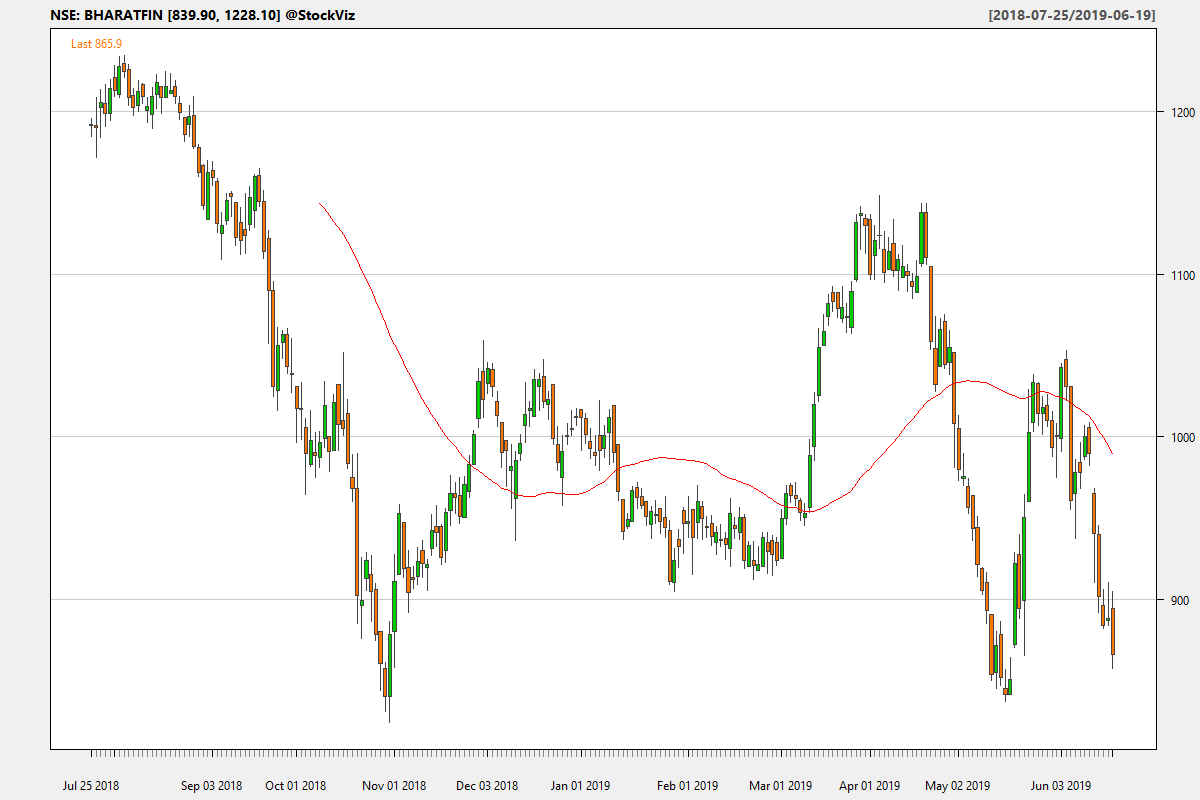 NSE: BHARATFIN [839.90, 1228.10] @StockViz [2018-07-25/2019-06-19]
Last 865.9
1200
1100
1000
900
Jul 25 2018 Sep 03 2018 Oct 01 2018 Nov 01 2018 Dec 03 2018 Jan 01 2019 Feb 01 2019 Mar 01 2019 Apr 01 2019 May 02 2019 Jun 03 2019